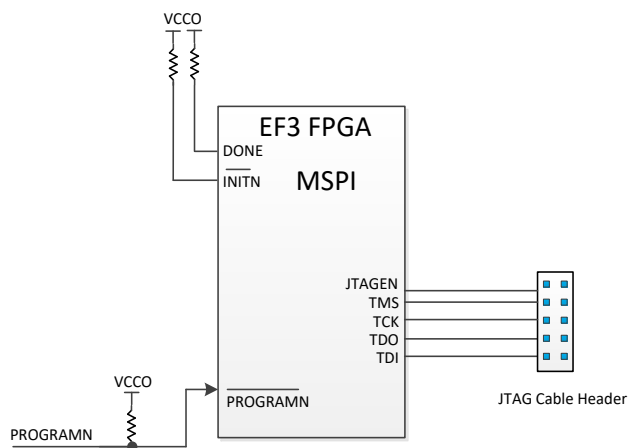 VCCO
EF3 FPGA
DONE
INITN
MSPI
JTAGEN
TMS
TCK
TDO
TDI
JTAG Cable Header
VCCO
PROGRAMN
PROGRAMN